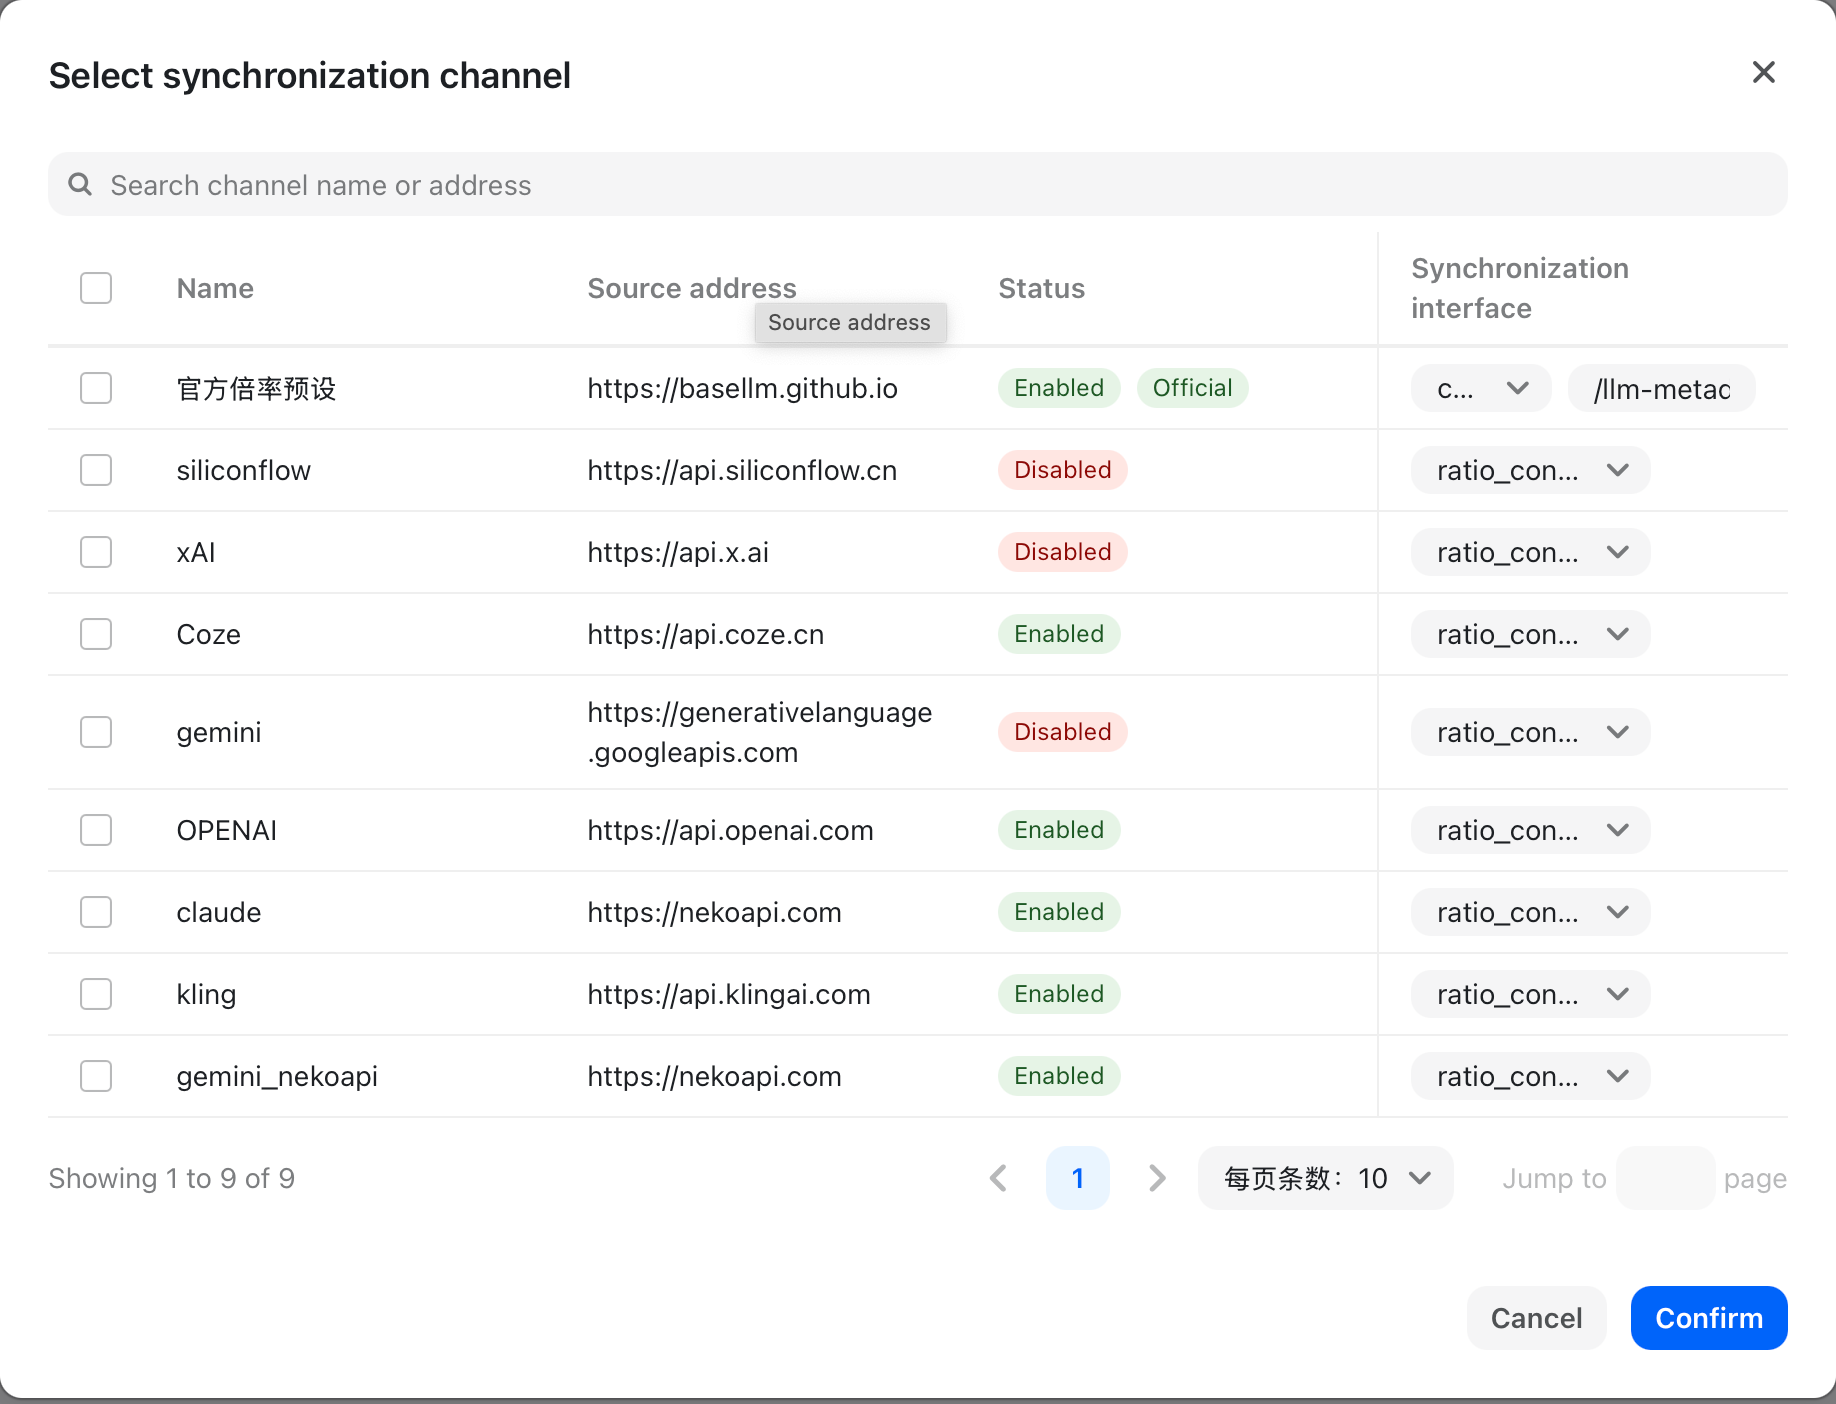 Select synchronization channel
Search channel name or address
Name
Source address
Status
Synchronization
interface
Source address
官方倍率预设
https://basellm.github.io
Enabled
Official
c...
/llm-metad
siliconflow
https://api.siliconflow.cn
Disabled
ratio_con...
xAI
https://api.x.ai
Disabled
ratio_con...
Coze
https://api.coze.cn
Enabled
ratio_con...
gemini
https://generativelanguage
.googleapis.com
Disabled
ratio_con...
OPENAI
https://api.openai.com
Enabled
ratio_con...
claude
https://nekoapi.com
Enabled
ratio_con...
kling
https://api.klingai.com
Enabled
ratio_con...
gemini_nekoapi
https://nekoapi.com
Enabled
ratio_con...
Showing 1 to 9 of 9
1
每页条数：10
Jump to
page
Cancel
Confirm